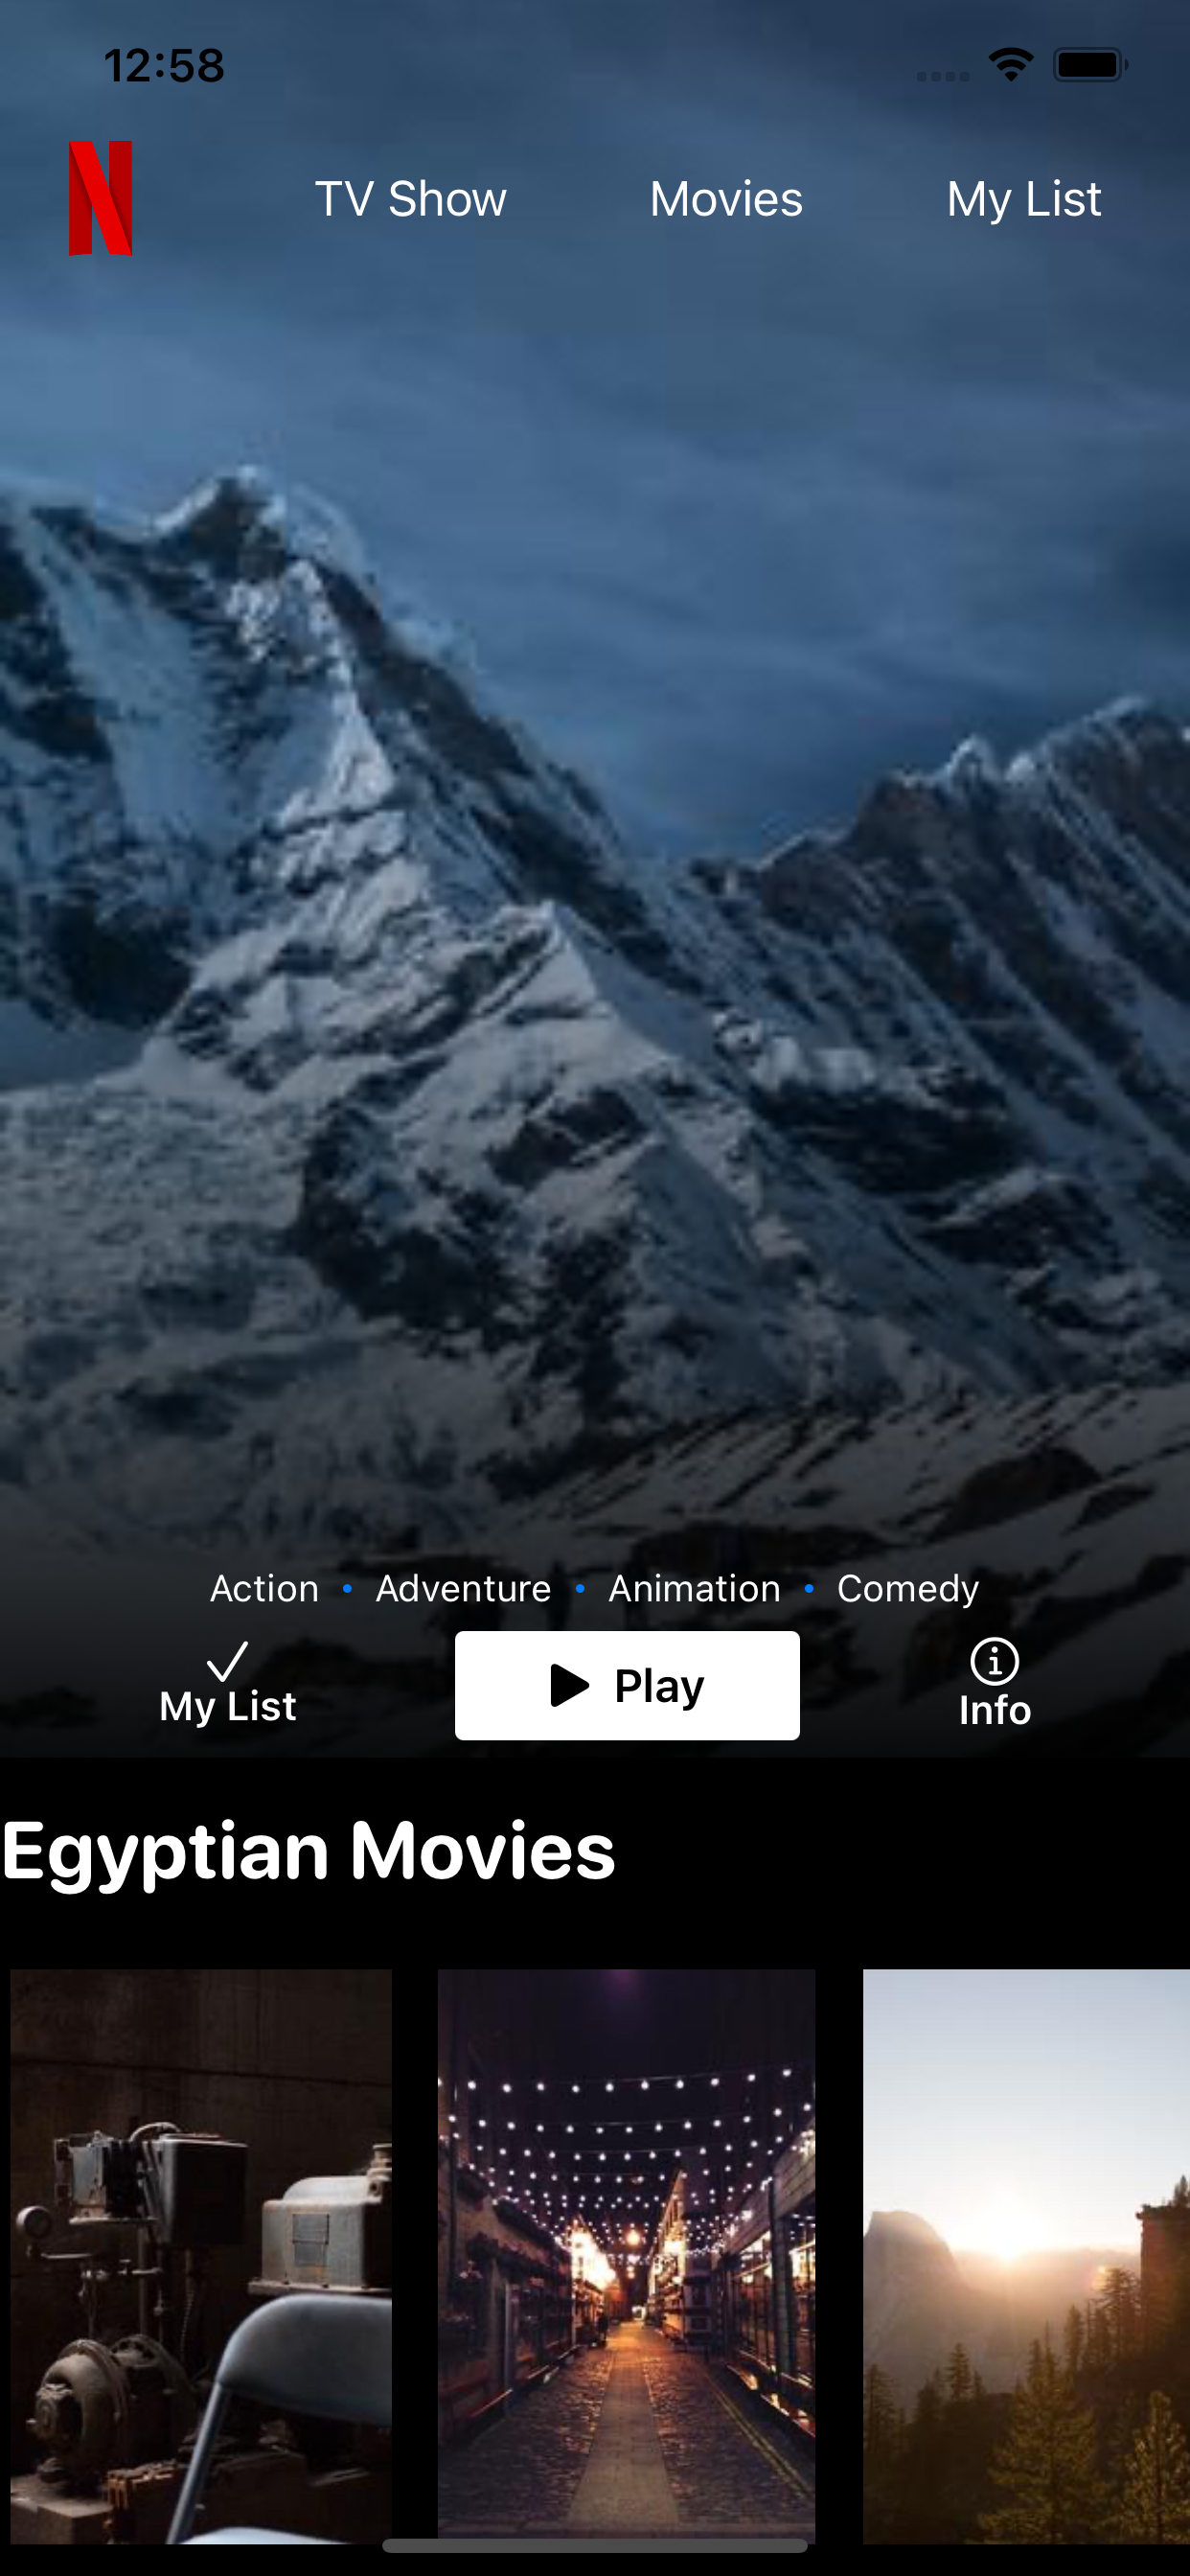 12:58
N
TV Show Movies My List
Action • Adventure • Animation • Comedy
My List Play Info
Egyptian Movies